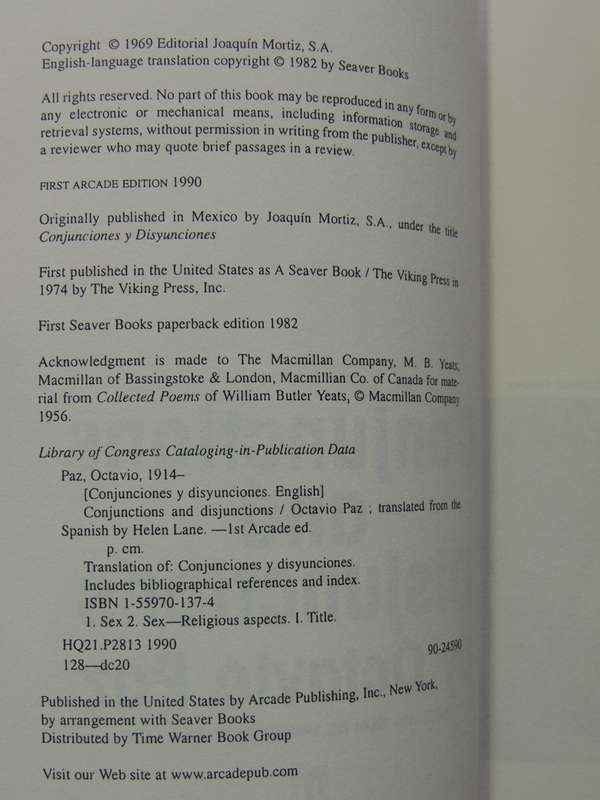 Copyright © 1969 Editorial Joaquín Mortiz, S.A.
English-language translation copyright © 1982 by Seaver Books
All rights reserved. No part of this book may be reproduced in any form or by
any electronic or mechanical means, including information storage and
retrieval systems, without permission in writing from the publisher, except by
a reviewer who may quote brief passages in a review.
FIRST ARCADE EDITION 1990
Originally published in Mexico by Joaquín Mortiz, S.A., under the title
Conjunciones y Disyunciones
First published in the United States as A Seaver Book / The Viking Press in
1974 by The Viking Press, Inc.
First Seaver Books paperback edition 1982
Acknowledgment is made to The Macmillan Company, M. B. Yeats,
Macmillan of Bassingstoke & London, Macmillian Co. of Canada for mate-
rial from Collected Poems of William Butler Yeats, © Macmillan Company
1956.
Library of Congress Cataloging-in-Publication Data
Paz, Octavio, 1914–
[Conjunciones y disyunciones. English]
Conjunctions and disjunctions / Octavio Paz ; translated from the
Spanish by Helen Lane. —1st Arcade ed.
p. cm.
Translation of: Conjunciones y disyunciones.
Includes bibliographical references and index.
ISBN 1-55970-137-4
1. Sex 2. Sex—Religious aspects. I. Title.
HQ21.P2813 1990
128—dc20 90-24590
Published in the United States by Arcade Publishing, Inc., New York,
by arrangement with Seaver Books
Distributed by Time Warner Book Group
Visit our Web site at www.arcadepub.com